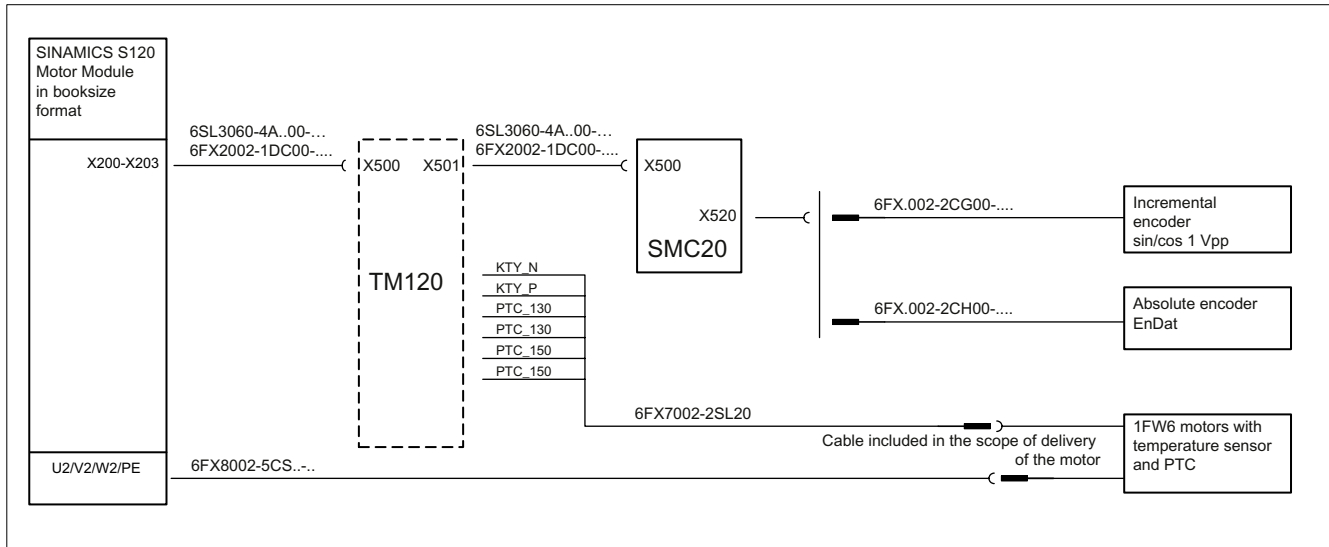 SINAMICS S120
Motor Module
in booksize
format
X200-X203
6SL3060-4A..00-…
6FX2002-1DC00-....
X500 X501
TM120
6SL3060-4A..00-…
6FX2002-1DC00-....
X500
X520
SMC20
6FX.002-2CG00-....
Incremental
encoder
sin/cos 1 Vpp
6FX.002-2CH00-....
Absolute encoder
EnDat
KTY_N
KTY_P
PTC_130
PTC_130
PTC_150
PTC_150
6FX7002-2SL20
Cable included in the scope of delivery
of the motor
1FW6 motors with
temperature sensor
and PTC
U2/V2/W2/PE
6FX8002-5CS..-..